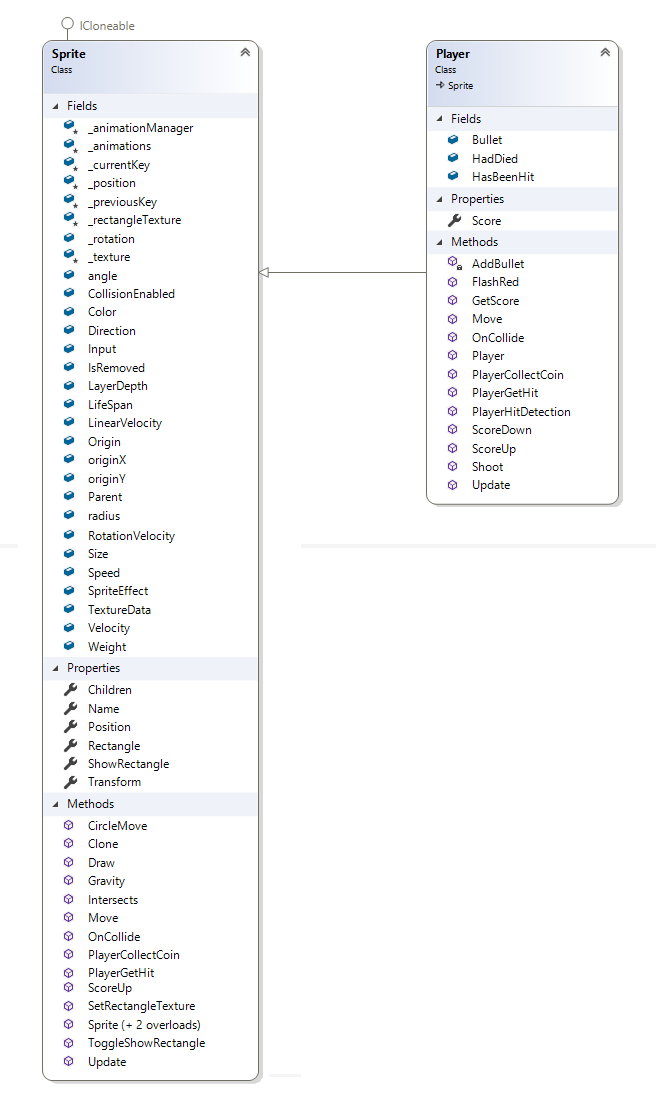 ICloneable
Sprite
Class
Fields
_animationManager
_animations
_currentKey
_position
_previousKey
_rectangleTexture
_rotation
_texture
angle
CollisionEnabled
Color
Direction
Input
IsRemoved
LayerDepth
LifeSpan
LinearVelocity
Origin
originX
originY
Parent
radius
RotationVelocity
Size
Speed
SpriteEffect
TextureData
Velocity
Weight
Properties
Children
Name
Position
Rectangle
ShowRectangle
Transform
Methods
CircleMove
Clone
Draw
Gravity
Intersects
Move
OnCollide
PlayerCollectCoin
PlayerGetHit
ScoreUp
SetRectangleTexture
Sprite (+ 2 overloads)
ToggleShowRectangle
Update
Player
Class
Sprite
Fields
Bullet
HadDied
HasBeenHit
Properties
Score
Methods
AddBullet
FlashRed
GetScore
Move
OnCollide
Player
PlayerCollectCoin
PlayerGetHit
PlayerHitDetection
ScoreDown
ScoreUp
Shoot
Update